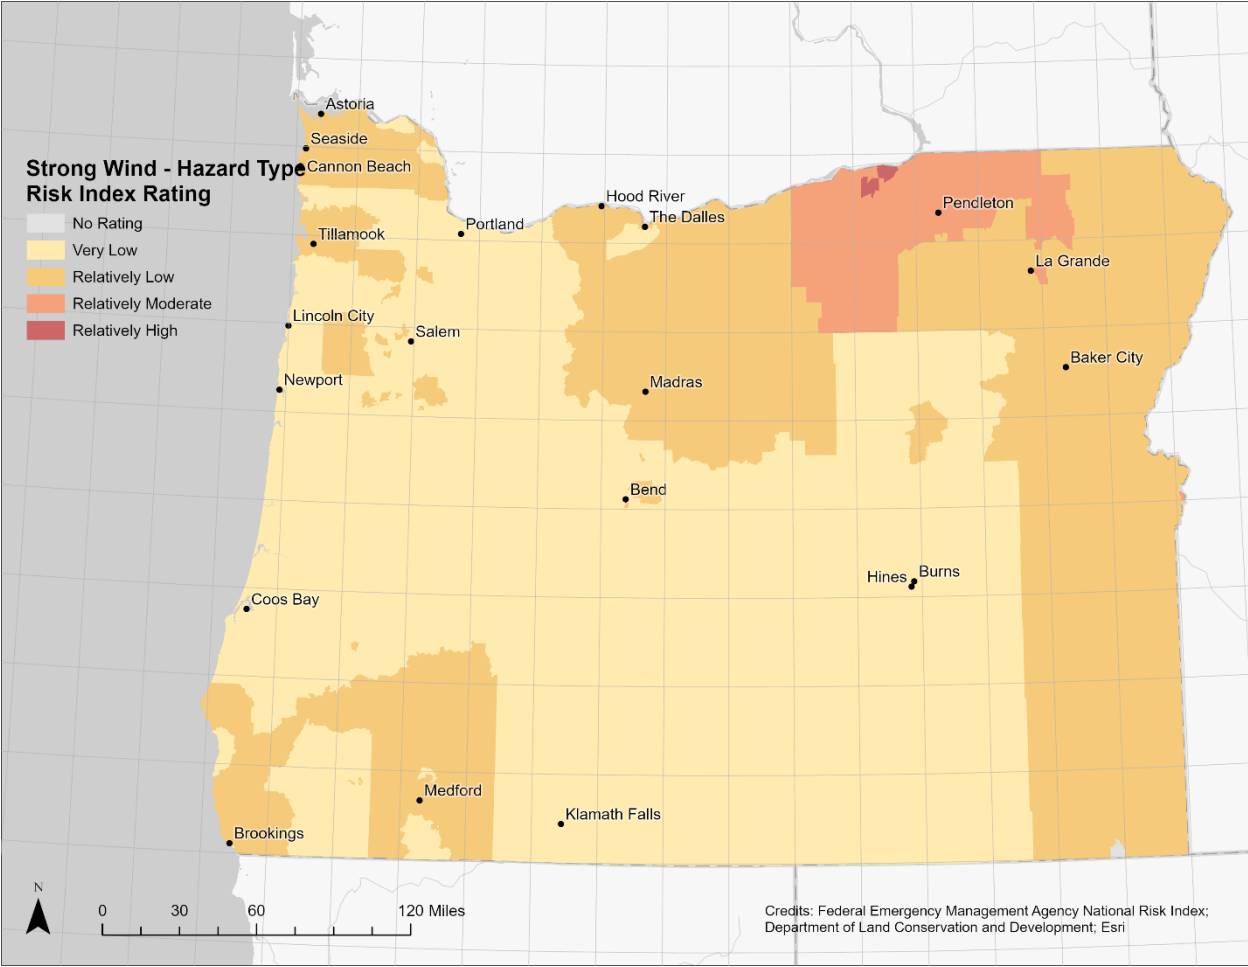 Astoria
Seaside
Strong Wind - Hazard Type
Cannon Beach
Risk Index Rating
No Rating
Very Low
Relatively Low
Relatively Moderate
Relatively High
Hood River
The Dalles
Portland
Pendleton
Tillamook
La Grande
Lincoln City
Salem
Baker City
Newport
Madras
Bend
Hines
Burns
Coos Bay
Medford
Klamath Falls
Brookings
N
0 30 60 120 Miles
Credits: Federal Emergency Management Agency National Risk Index;
Department of Land Conservation and Development; Esri